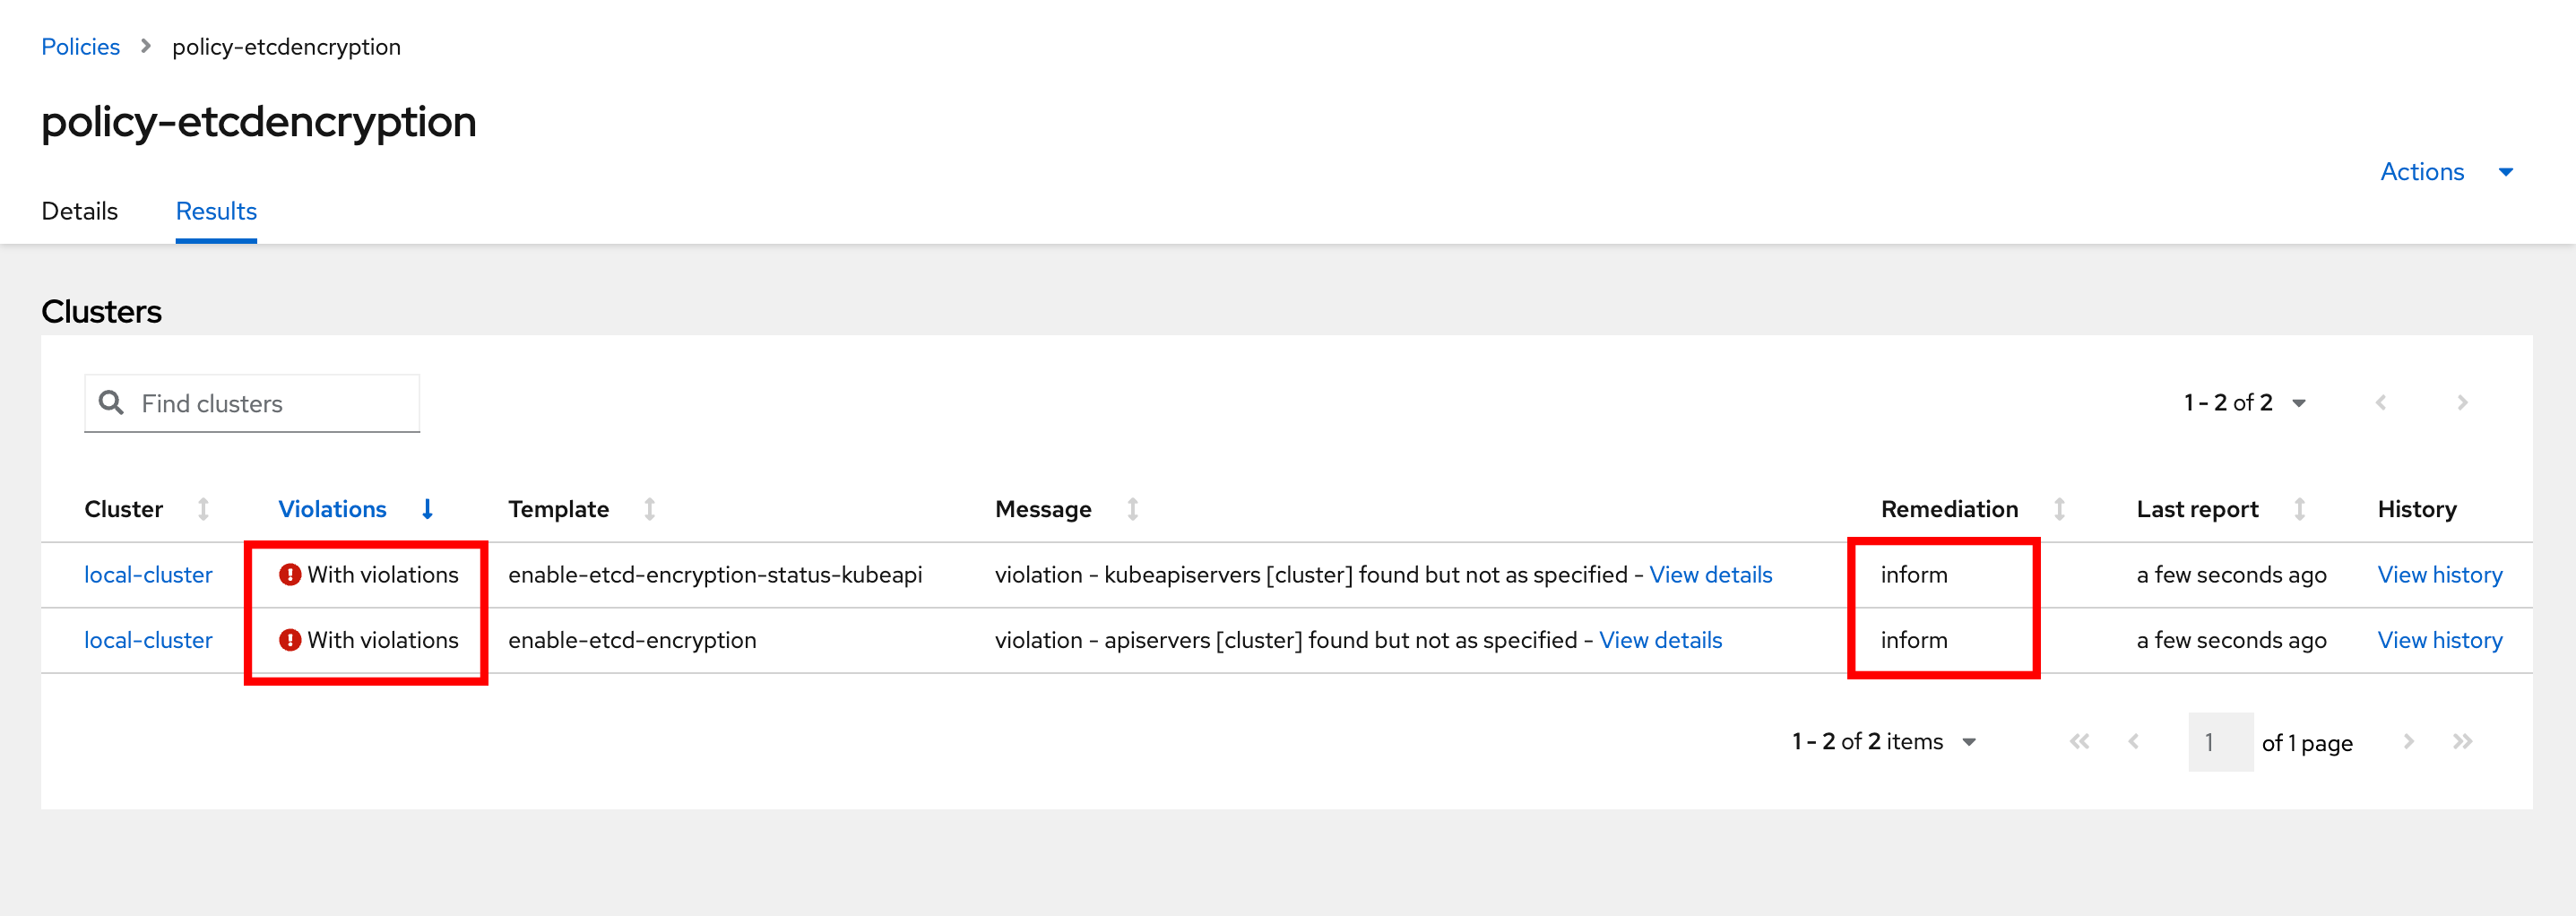 Policies > policy-etcdencryption
policy-etcdencryption
Actions
Details Results
Clusters
Find clusters
1 - 2 of 2
Cluster Violations Template Message Remediation Last report History
local-cluster With violations enable-etcd-encryption-status-kubeapi violation - kubeapiservers [cluster] found but not as specified - View details inform a few seconds ago View history
local-cluster With violations enable-etcd-encryption violation - apiservers [cluster] found but not as specified - View details inform a few seconds ago View history
1 - 2 of 2 items 1 of 1 page